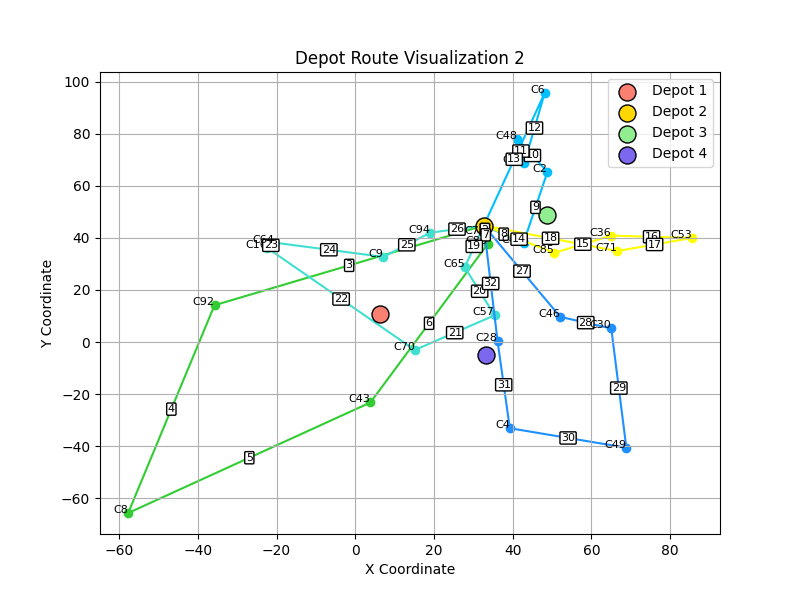 Depot Route Visualization 2
Y Coordinate
X Coordinate
100
80
60
40
20
0
−20
−40
−60
−60
−40
−20
0
20
40
60
80
Depot 1
Depot 2
Depot 3
Depot 4
C6
12
C48
11
10
13
C2
9
C94
26
7
8
14
18
15
C36
16
C53
17
C71
C85
C64
23
24
C9
25
3
19
C65
27
32
20
22
C92
C57
21
6
C70
C28
C46
28
C30
31
29
4
C43
C4
30
C49
5
C8